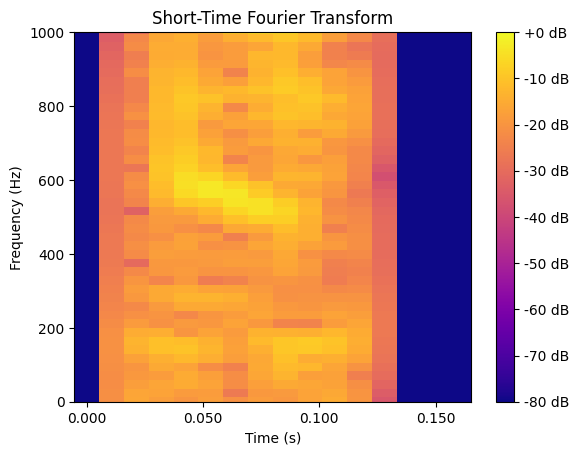 Short-Time Fourier Transform
Frequency (Hz)
1000
800
600
400
200
0
0.000
0.050
0.100
0.150
Time (s)
+0 dB
-10 dB
-20 dB
-30 dB
-40 dB
-50 dB
-60 dB
-70 dB
-80 dB